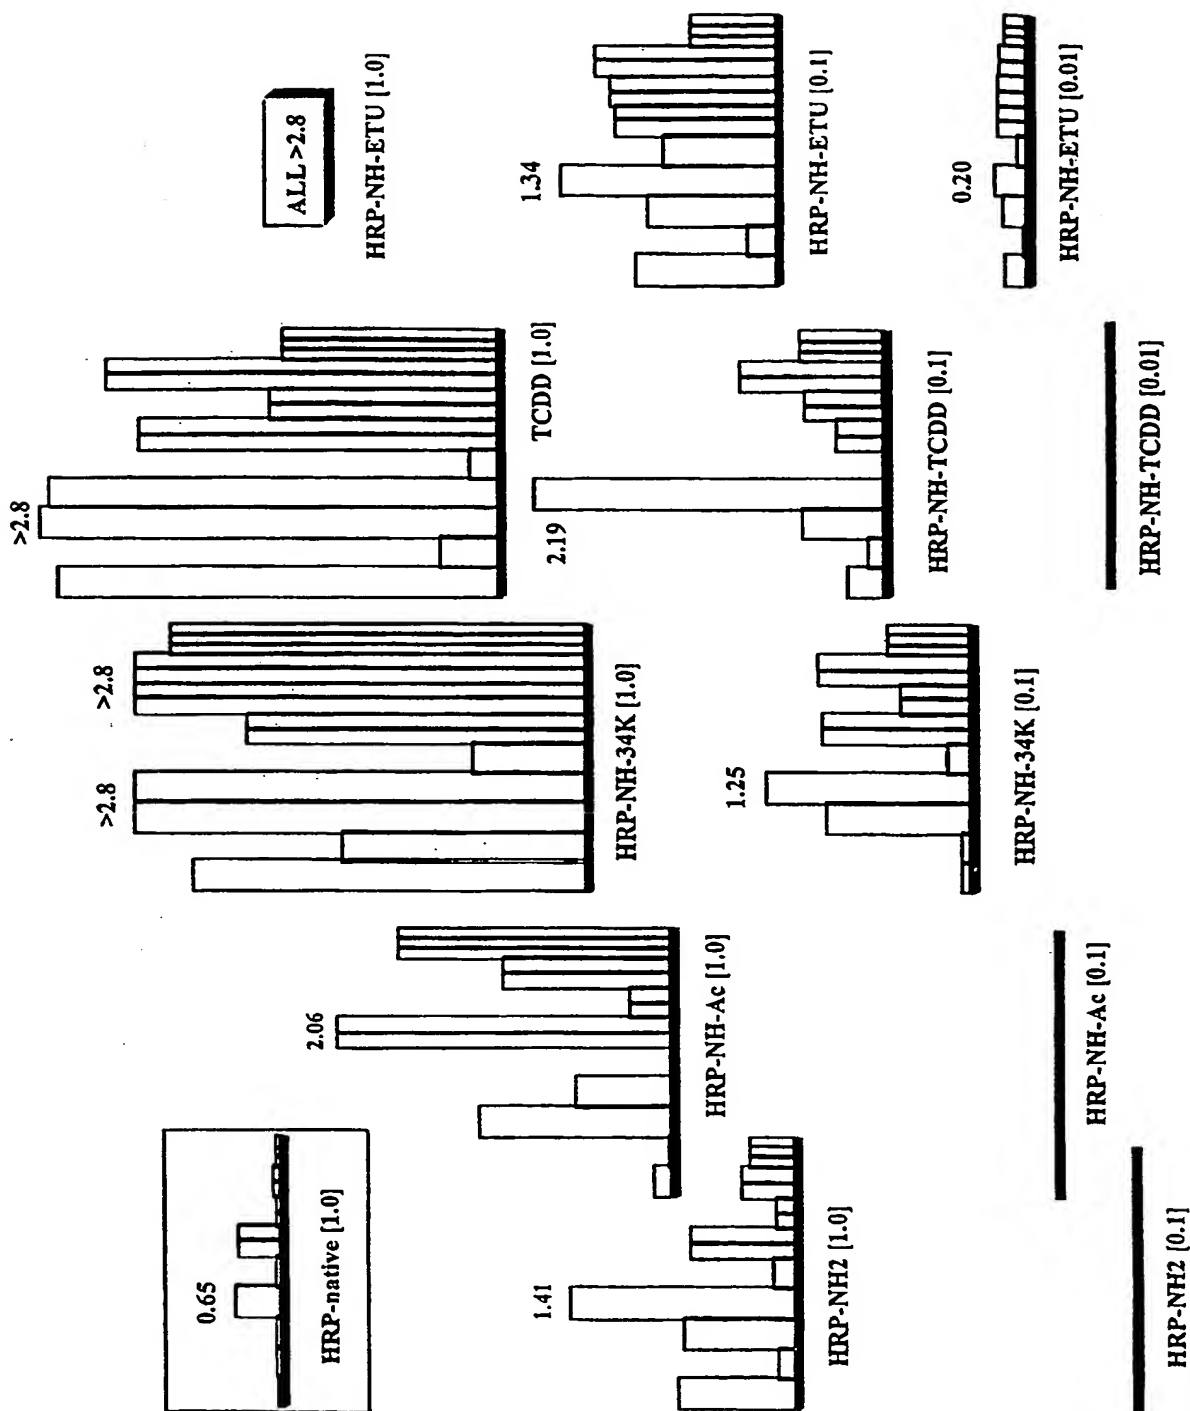 0.65
HRP-native [1.0]
1.41
HRP-NH2 [1.0]
HRP-NH2 [0.1]
2.06
HRP-NH-Ac [1.0]
HRP-NH-Ac [0.1]
>2.8 >2.8
HRP-NH-34K [1.0]
1.25
HRP-NH-34K [0.1]
>2.8
TCDD [1.0]
2.19
HRP-NH-TCDD [0.1]
HRP-NH-TCDD [0.01]
ALL >2.8
HRP-NH-ETU [1.0]
1.34
HRP-NH-ETU [0.1]
0.20
HRP-NH-ETU [0.01]